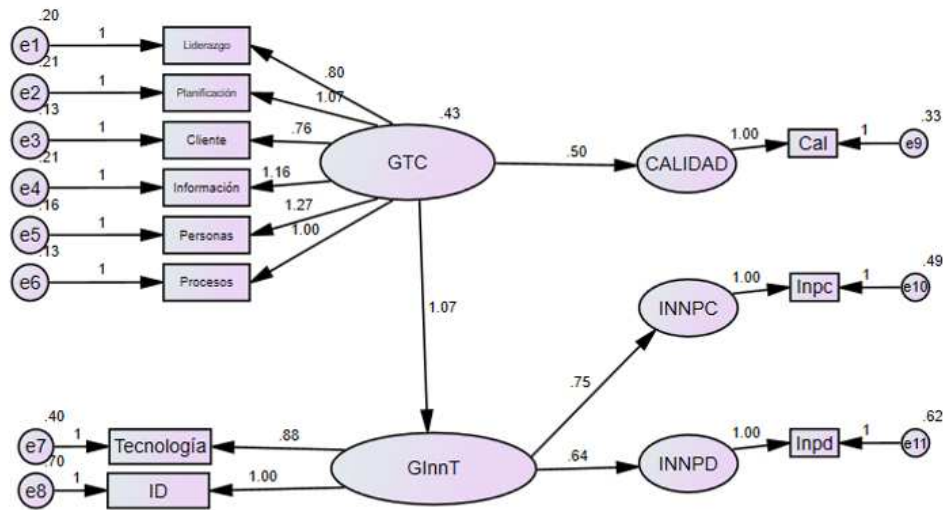 .20
e1 1 Liderazgo
.80
.21
e2 1 Planificación
1.07
.13
e3 1 Cliente
.76
.43
.33
GTC
.50
CALIDAD
1.00
Cal
1
e9
.21
e4 1 Información
1.16
.16
e5 1 Personas
1.27
.13
e6 1 Procesos
1.00
1.07
INNPC
1.00
Inpc
1
.49
e10
.75
.40
e7 1 Tecnología
.88
.70
e8 1 ID
1.00
GInnT
.64
INNPD
1.00
Inpd
1
.62
e11